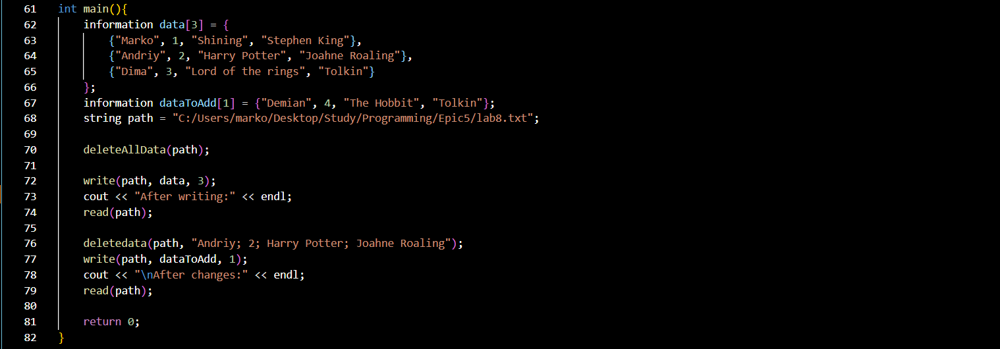 61 int main(){
62 information data[3] = {
63 {"Marko", 1, "Shining", "Stephen King"},
64 {"Andriy", 2, "Harry Potter", "Joahne Roaling"},
65 {"Dima", 3, "Lord of the rings", "Tolkin"}
66 };
67 information dataToAdd[1] = {"Demian", 4, "The Hobbit", "Tolkin"};
68 string path = "C:/Users/marko/Desktop/Study/Programming/Epic5/lab8.txt";
69
70 deleteAllData(path);
71
72 write(path, data, 3);
73 cout << "After writing:" << endl;
74 read(path);
75
76 deletedata(path, "Andriy; 2; Harry Potter; Joahne Roaling");
77 write(path, dataToAdd, 1);
78 cout << "\nAfter changes:" << endl;
79 read(path);
80
81 return 0;
82 }